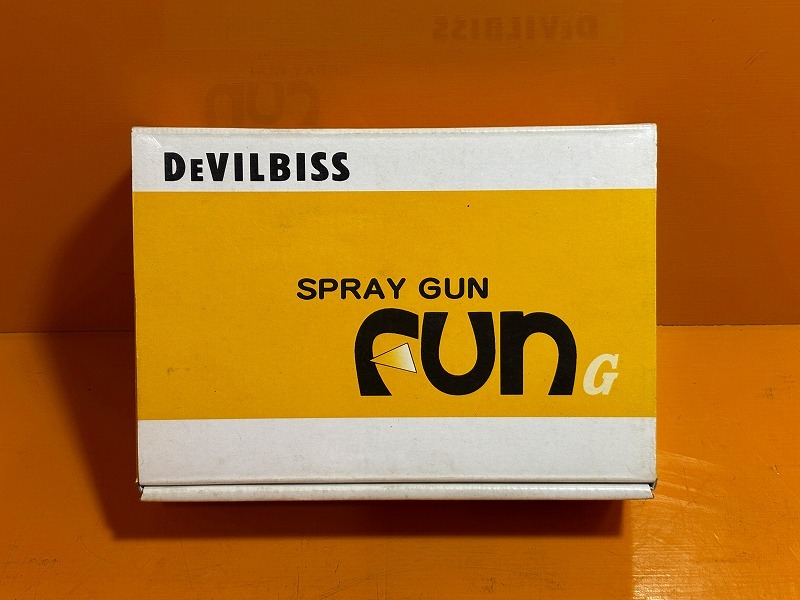 DEVILBISS
SPRAY GUN
Fun G